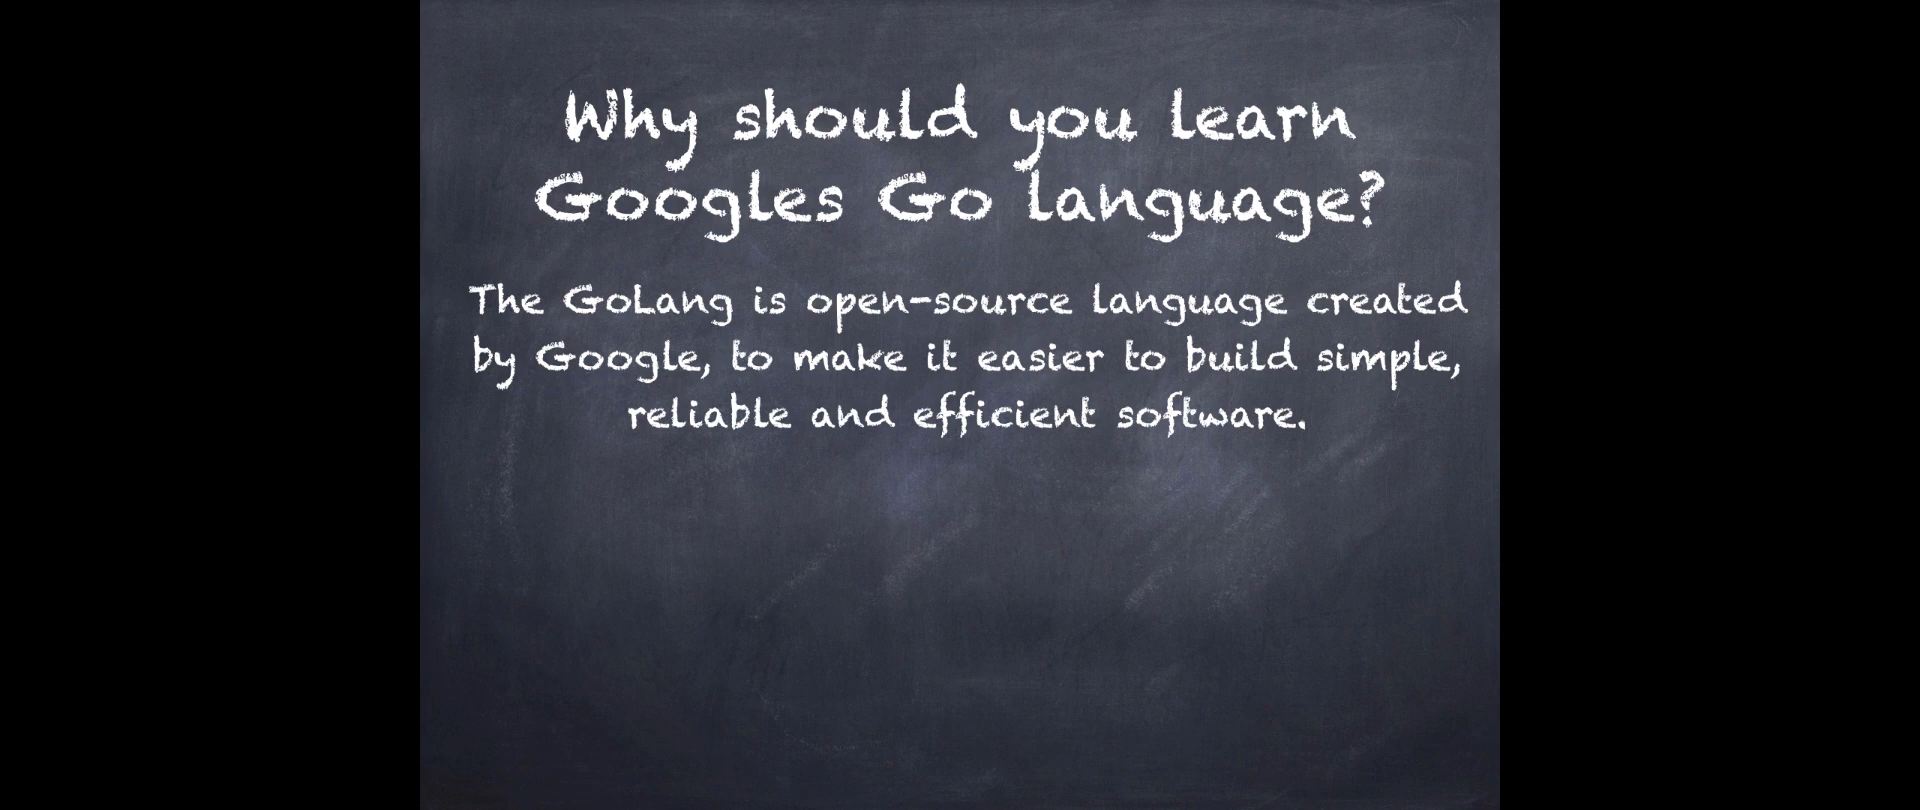 Why should you learn
Googles Go language?
The GoLang is open-source language created
by Google, to make it easier to build simple,
reliable and efficient software.